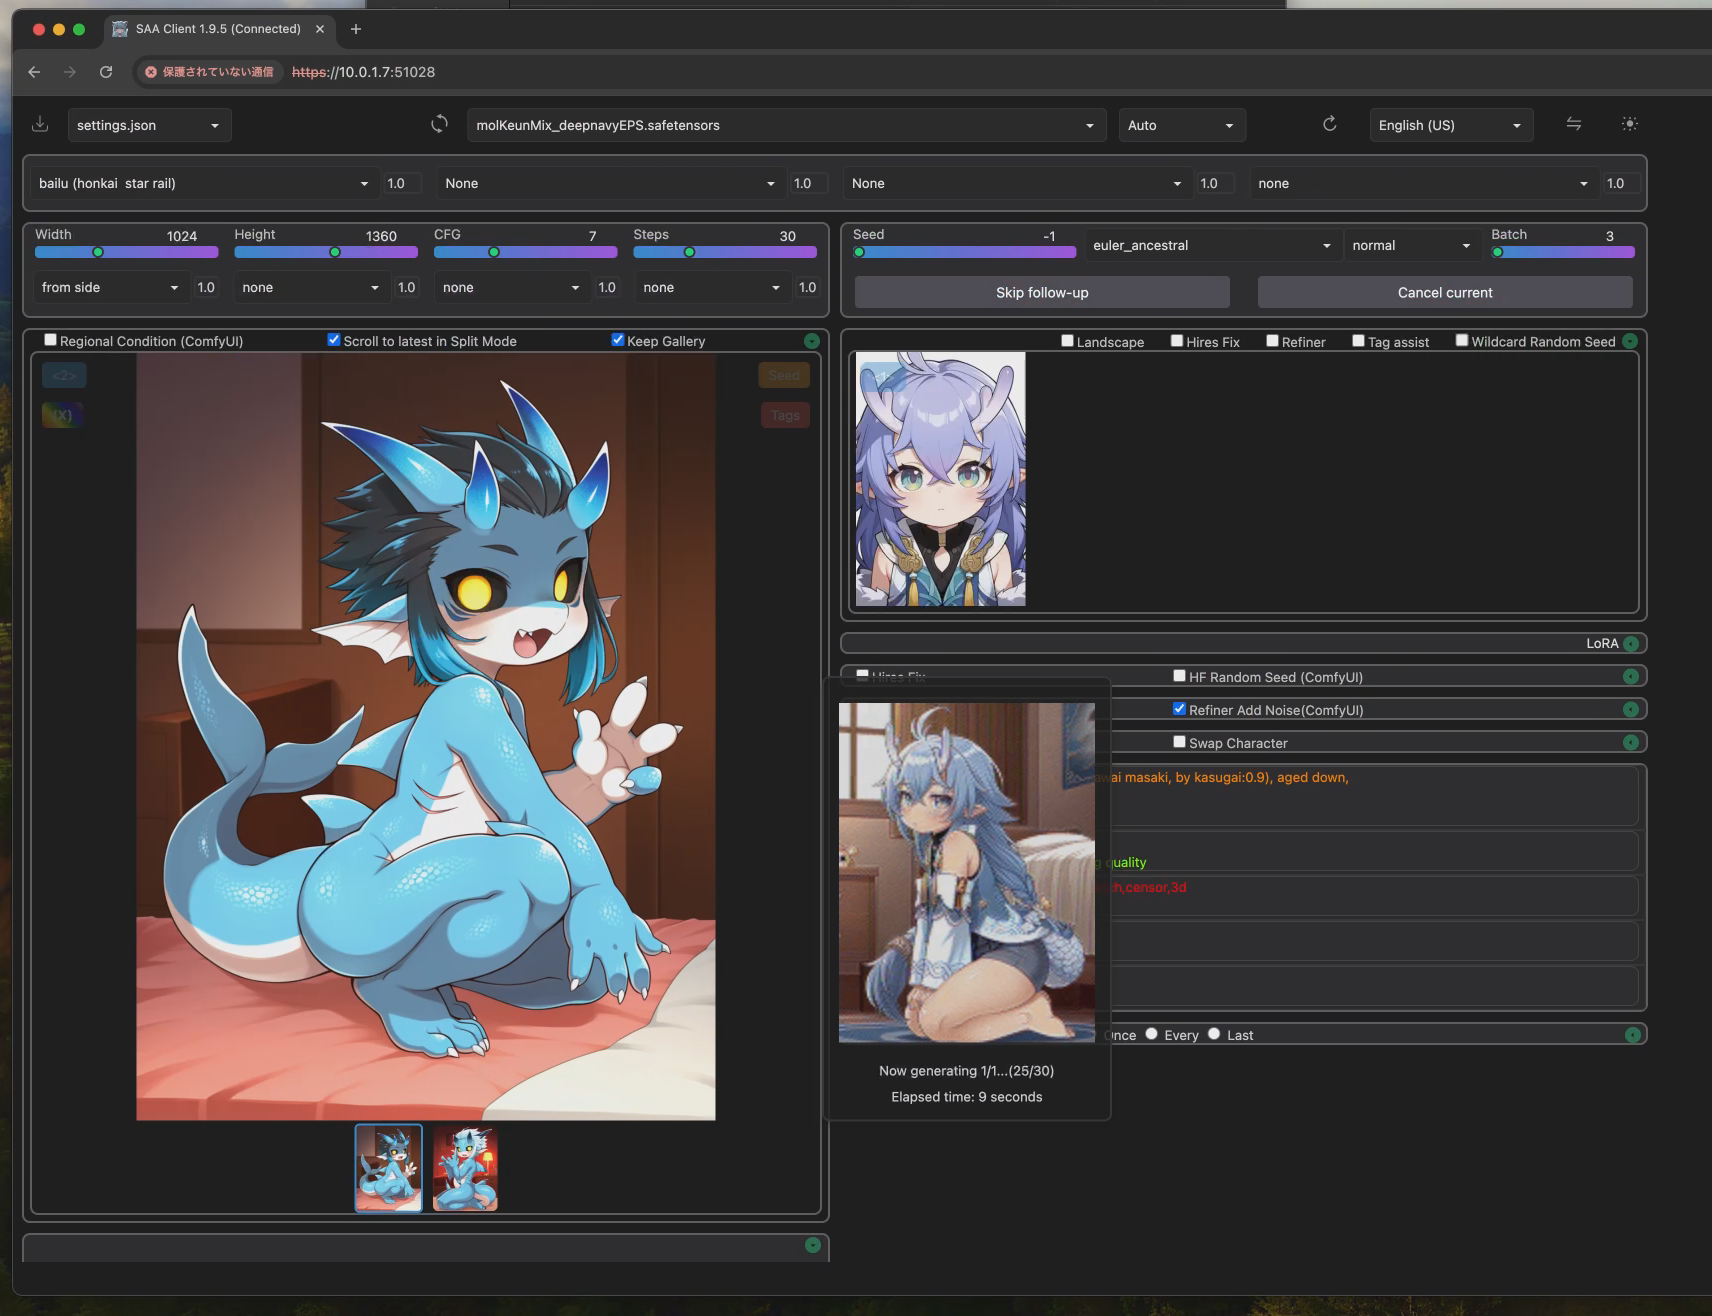 SAA Client 1.9.5 (Connected)
保護されていない通信 https://10.0.1.7:51028
settings.json
molKeunMix_deepnavyEPS.safetensors
Auto
English (US)
bailu (honkai star rail) 1.0
None 1.0
None 1.0
none 1.0
Width 1024
Height 1360
CFG 7
Steps 30
from side 1.0
none 1.0
none 1.0
none 1.0
Seed -1
euler_ancestral
normal
Batch 3
Skip follow-up
Cancel current
Regional Condition (ComfyUI)
Scroll to latest in Split Mode
Keep Gallery
<2>
Seed
(X)
Tags
Landscape
Hires Fix
Refiner
Tag assist
Wildcard Random Seed
LoRA
Hires Fix
HF Random Seed (ComfyUI)
Refiner Add Noise(ComfyUI)
Swap Character
masaki, by kasugai:0.9), aged down,
quality
censor,3d
Once
Every
Last
Now generating 1/1...(25/30)
Elapsed time: 9 seconds